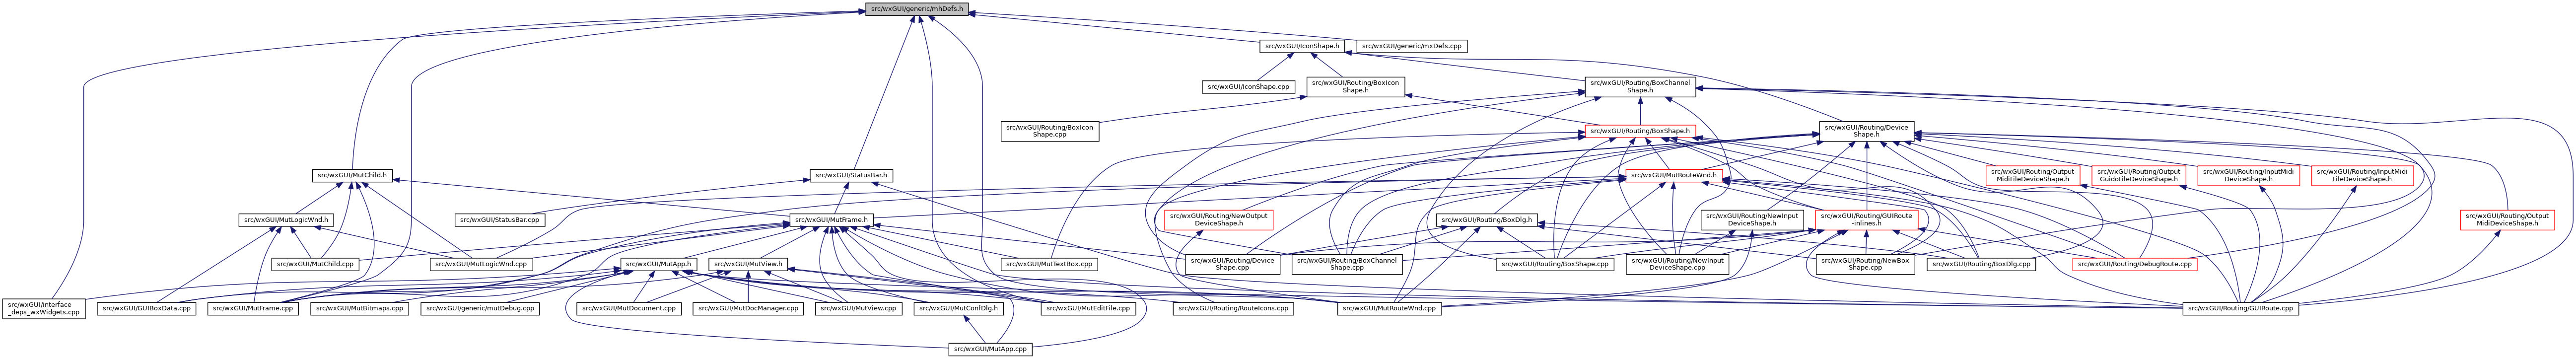 src/wxGUI/generic/mhDefs.h
src/wxGUI/IconShape.h
src/wxGUI/generic/mxDefs.cpp
src/wxGUI/IconShape.cpp
src/wxGUI/Routing/BoxIcon
Shape.h
src/wxGUI/Routing/BoxChannel
Shape.h
src/wxGUI/Routing/BoxIcon
Shape.cpp
src/wxGUI/Routing/BoxShape.h
src/wxGUI/Routing/Device
Shape.h
src/wxGUI/MutChild.h
src/wxGUI/StatusBar.h
src/wxGUI/MutRouteWnd.h
src/wxGUI/Routing/Output
MidiFileDeviceShape.h
src/wxGUI/Routing/Output
GuidoFileDeviceShape.h
src/wxGUI/Routing/InputMidi
DeviceShape.h
src/wxGUI/Routing/InputMidi
FileDeviceShape.h
src/wxGUI/MutLogicWnd.h
src/wxGUI/StatusBar.cpp
src/wxGUI/MutFrame.h
src/wxGUI/Routing/NewOutput
DeviceShape.h
src/wxGUI/Routing/BoxDlg.h
src/wxGUI/Routing/NewInput
DeviceShape.h
src/wxGUI/Routing/GUIRoute
-inlines.h
src/wxGUI/Routing/Output
MidiDeviceShape.h
src/wxGUI/MutChild.cpp
src/wxGUI/MutLogicWnd.cpp
src/wxGUI/MutApp.h
src/wxGUI/MutView.h
src/wxGUI/MutTextBox.cpp
src/wxGUI/Routing/Device
Shape.cpp
src/wxGUI/Routing/BoxChannel
Shape.cpp
src/wxGUI/Routing/BoxShape.cpp
src/wxGUI/Routing/NewInput
DeviceShape.cpp
src/wxGUI/Routing/NewBox
Shape.cpp
src/wxGUI/Routing/BoxDlg.cpp
src/wxGUI/Routing/DebugRoute.cpp
src/wxGUI/interface
_deps_wxWidgets.cpp
src/wxGUI/GUIBoxData.cpp
src/wxGUI/MutFrame.cpp
src/wxGUI/MutBitmaps.cpp
src/wxGUI/generic/mutDebug.cpp
src/wxGUI/MutDocument.cpp
src/wxGUI/MutDocManager.cpp
src/wxGUI/MutView.cpp
src/wxGUI/MutConfDlg.h
src/wxGUI/MutEditFile.cpp
src/wxGUI/Routing/RouteIcons.cpp
src/wxGUI/MutRouteWnd.cpp
src/wxGUI/Routing/GUIRoute.cpp
src/wxGUI/MutApp.cpp